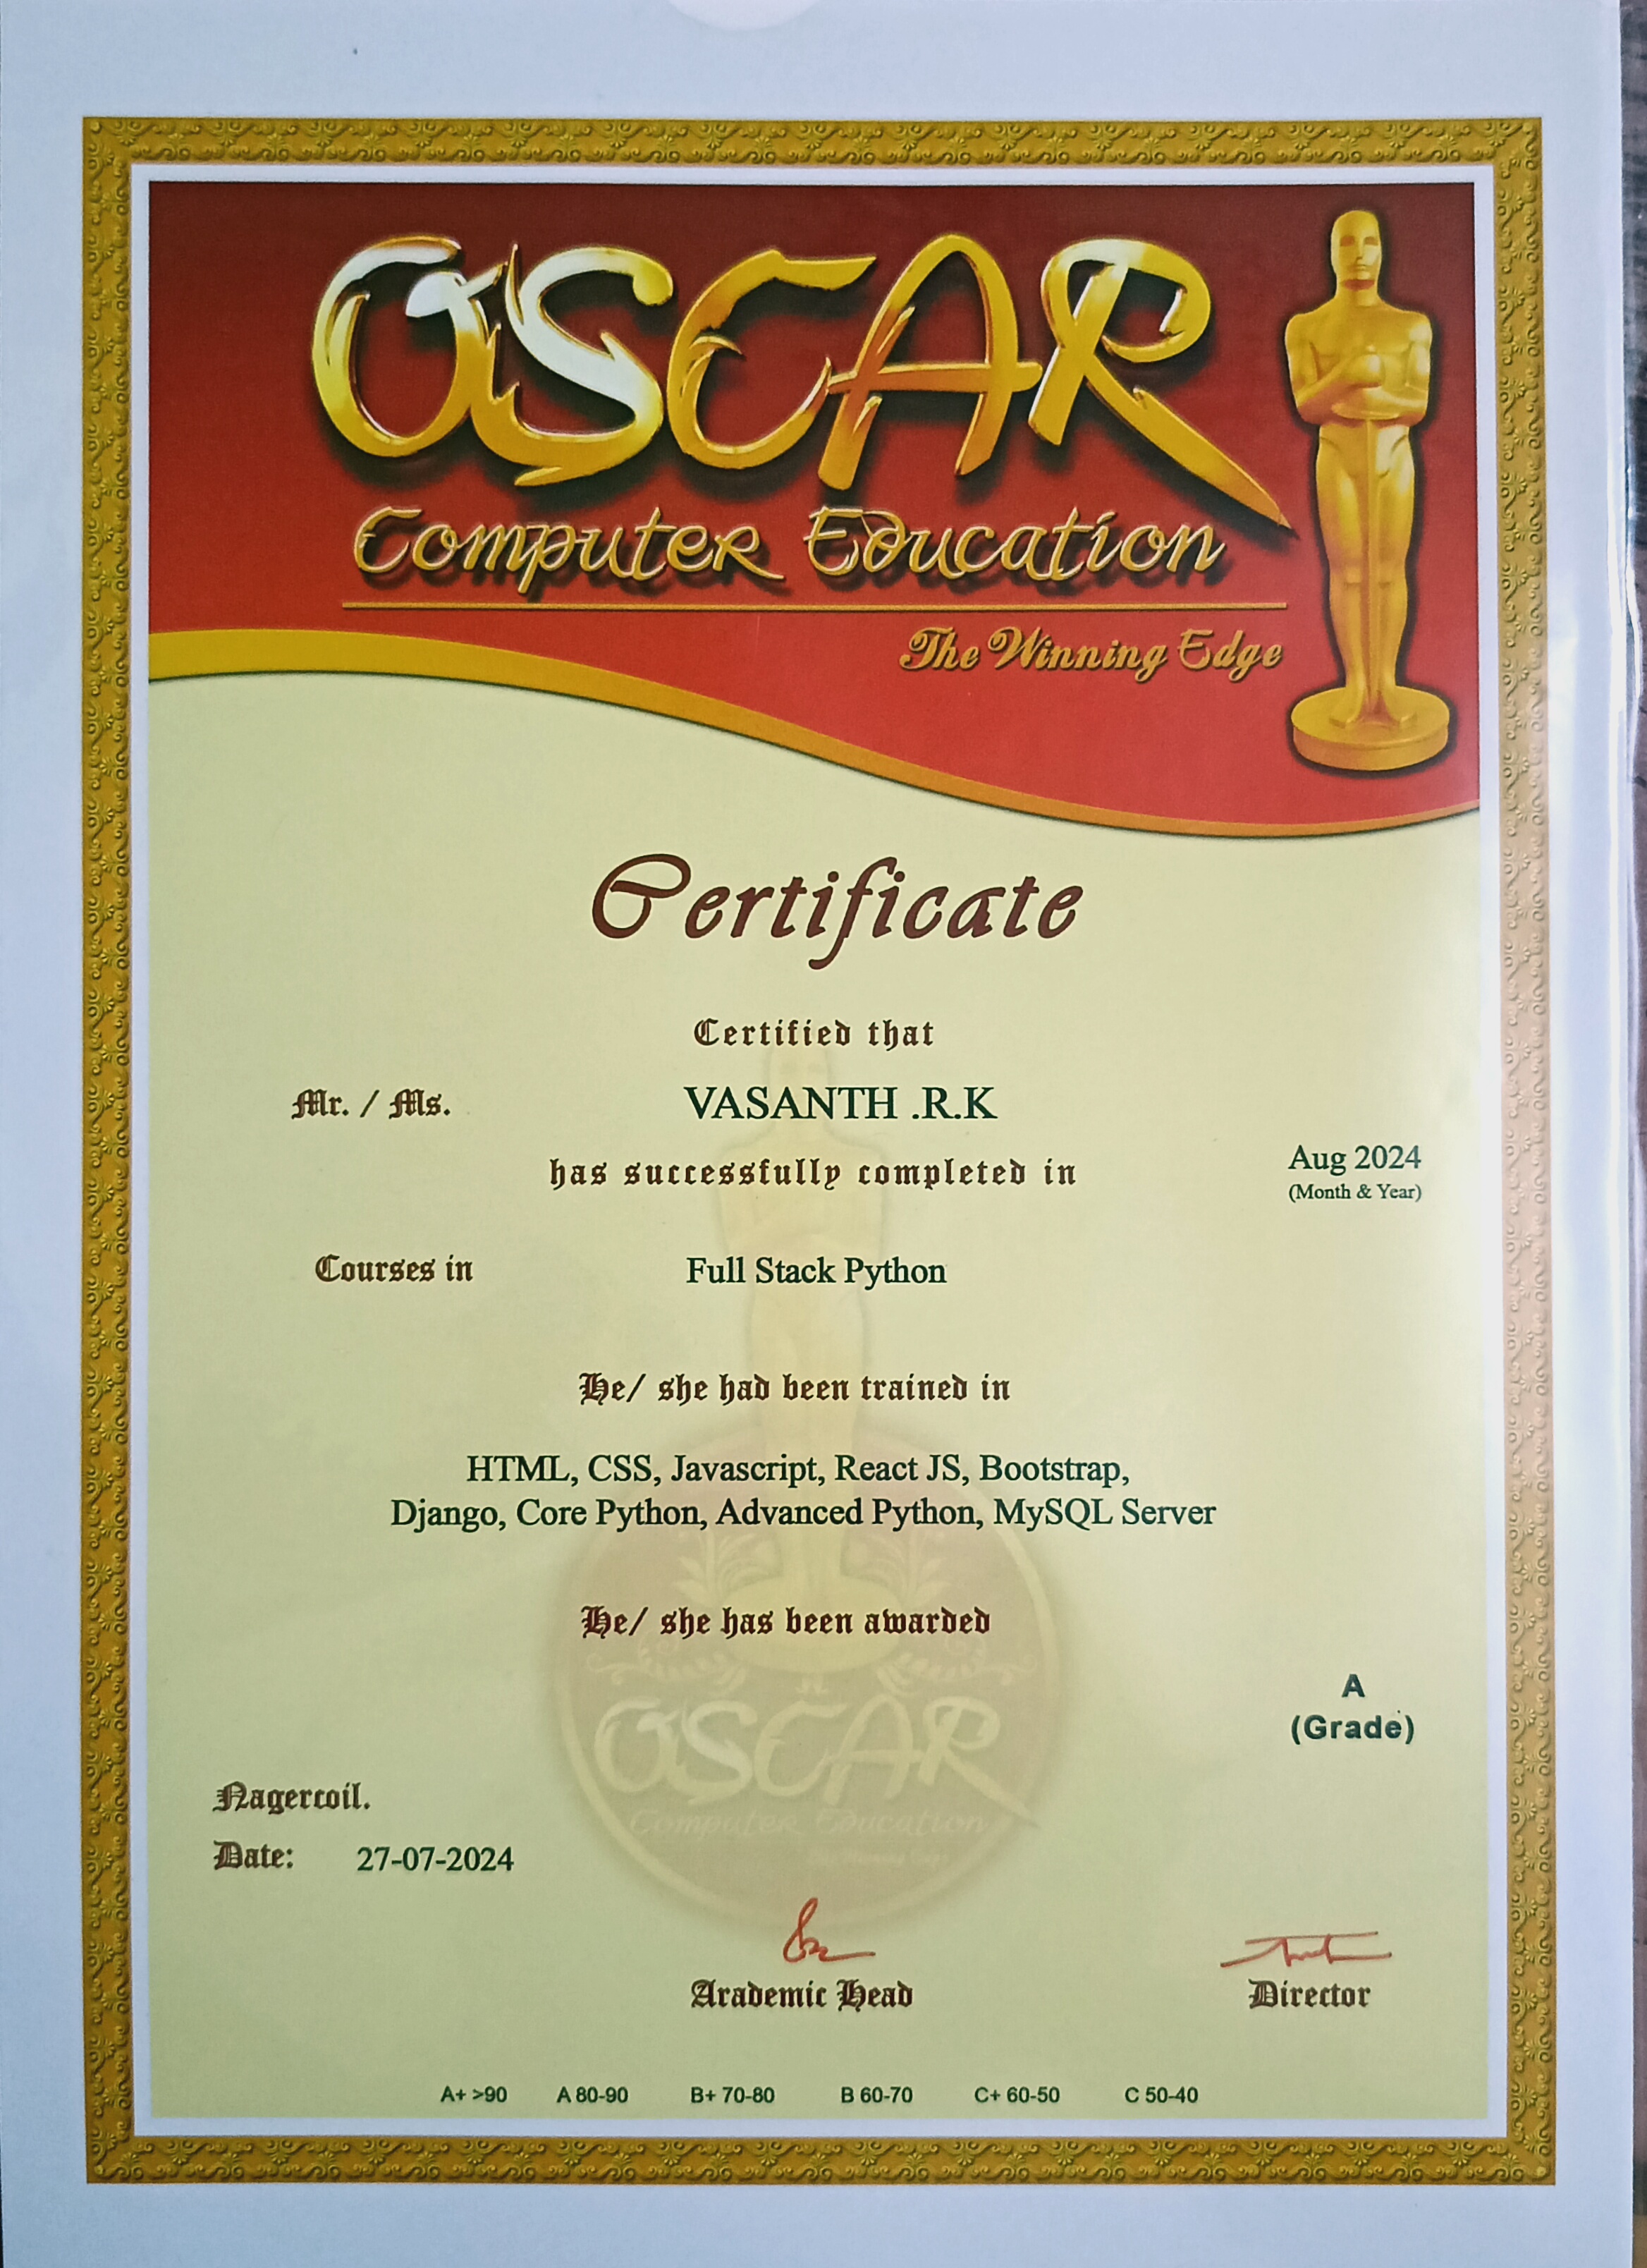 OSCAR
Computer Education
The Winning Edge
Certificate
Certified that
Mr. / Ms. VASANTH .R.K
has successfully completed in Aug 2024
(Month & Year)
Courses in Full Stack Python
He/ she had been trained in
HTML, CSS, Javascript, React JS, Bootstrap,
Django, Core Python, Advanced Python, MySQL Server
He/ she has been awarded
A
(Grade)
OSCAR
Computer Education
Nagercoil.
Date: 27-07-2024
Academic Head Director
A+ >90 A 80-90 B+ 70-80 B 60-70 C+ 60-50 C 50-40